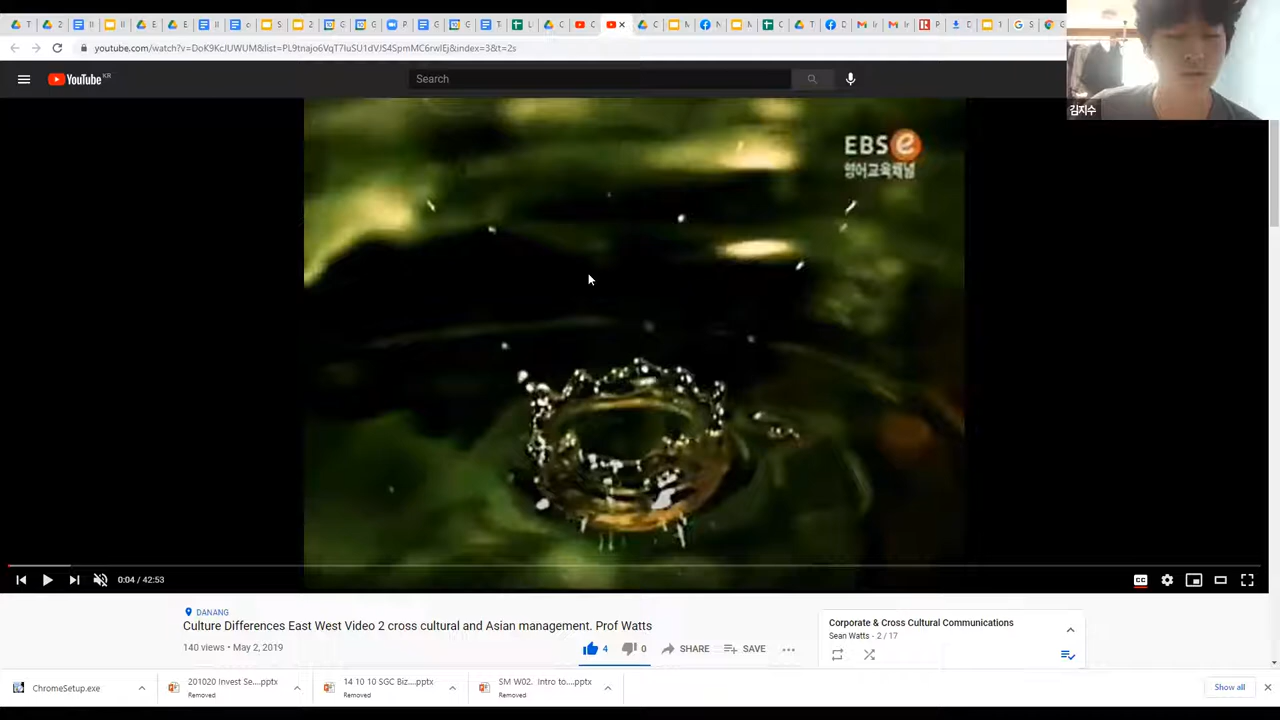 youtube.com/watch?v=DoK9KcJUWUM&list=PL9tnajo6VqT7IuSU1QYlS4SpmMC6rwIEj&index=3&t=2s
YouTube KR
Search
김지수
EBS e
영어교육채널
0:04 / 42:53
CC
DANANG
Culture Differences East West Video 2 cross cultural and Asian management. Prof Watts
140 views • May 2, 2019
4
0
SHARE
SAVE
Corporate & Cross Cultural Communications
Sean Watts - 2 / 17
ChromeSetup.exe
201020 Invest Se....pptx
Removed
14 10 10 SGC Biz....pptx
Removed
SM W02. Intro to....pptx
Removed
Show all